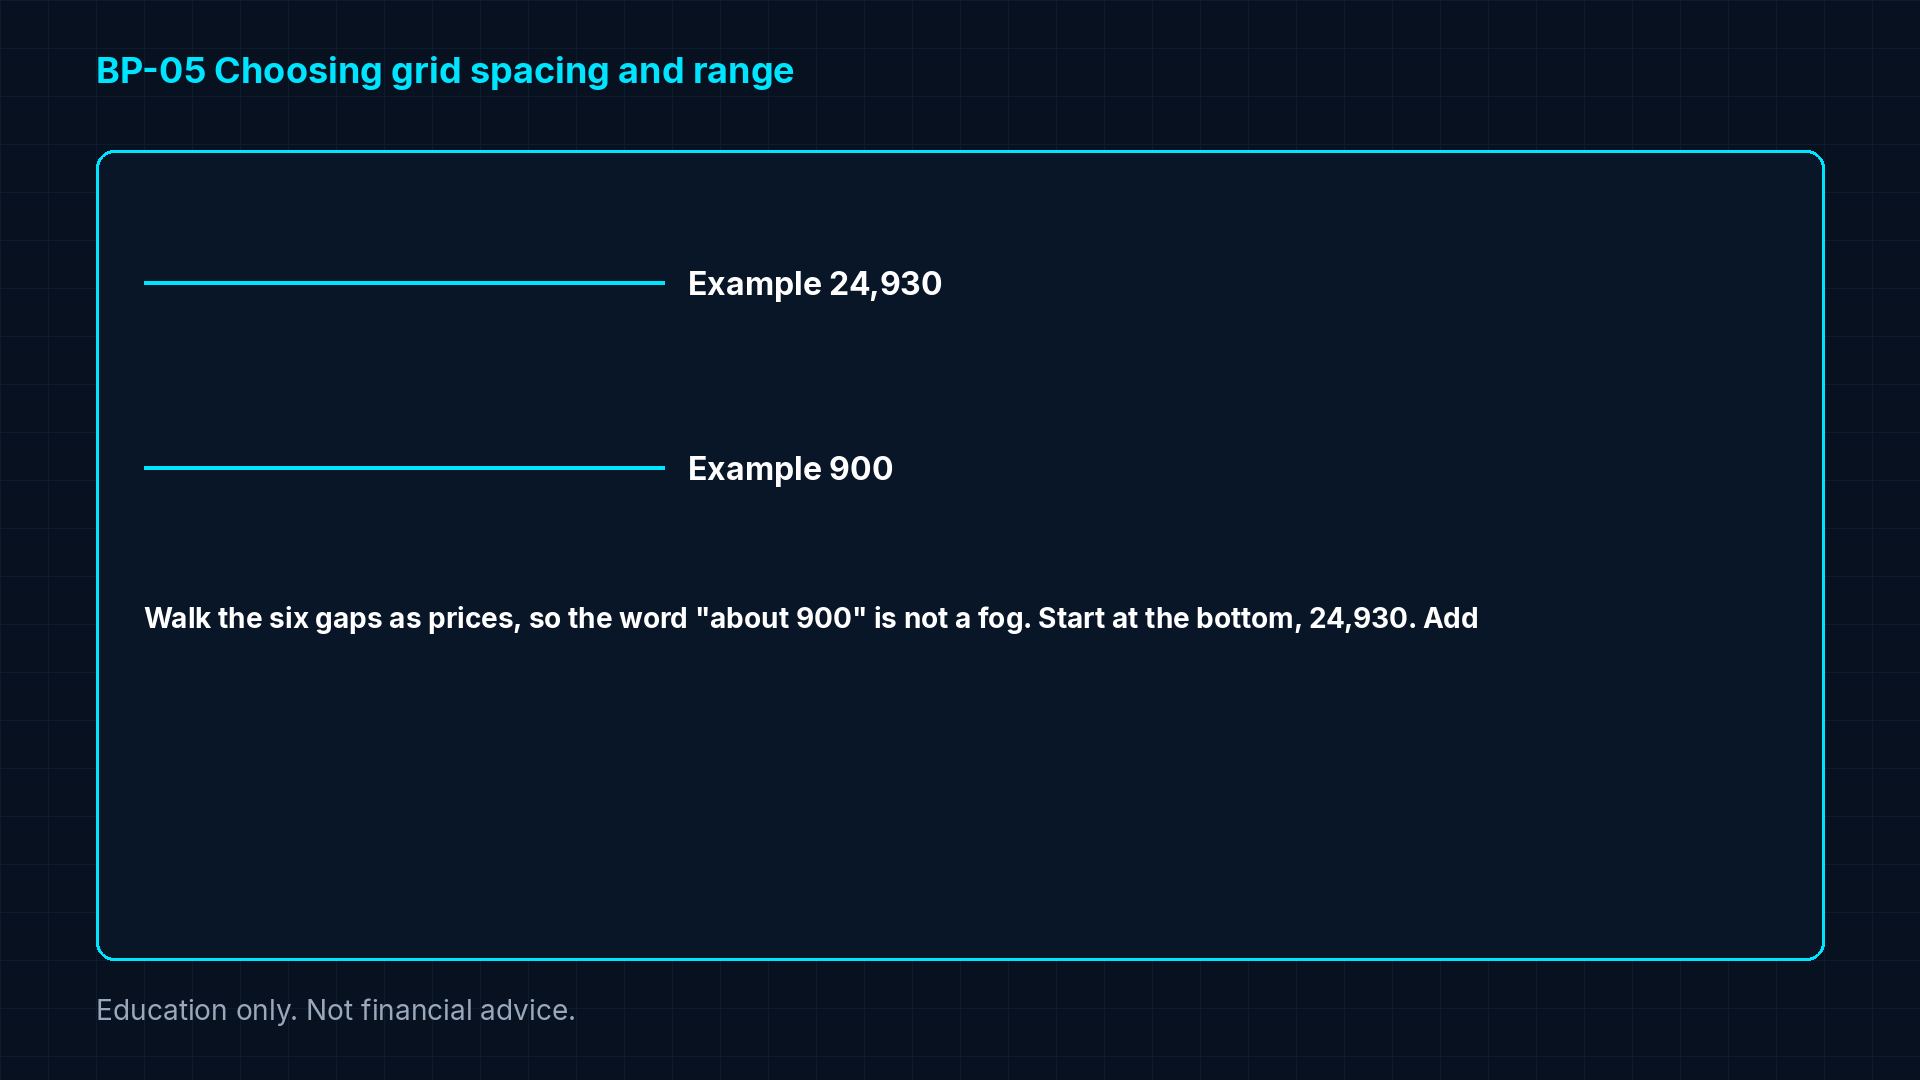 BP-05 Choosing grid spacing and range
Example 24,930
Example 900
Walk the six gaps as prices, so the word "about 900" is not a fog. Start at the bottom, 24,930. Add
Education only. Not financial advice.